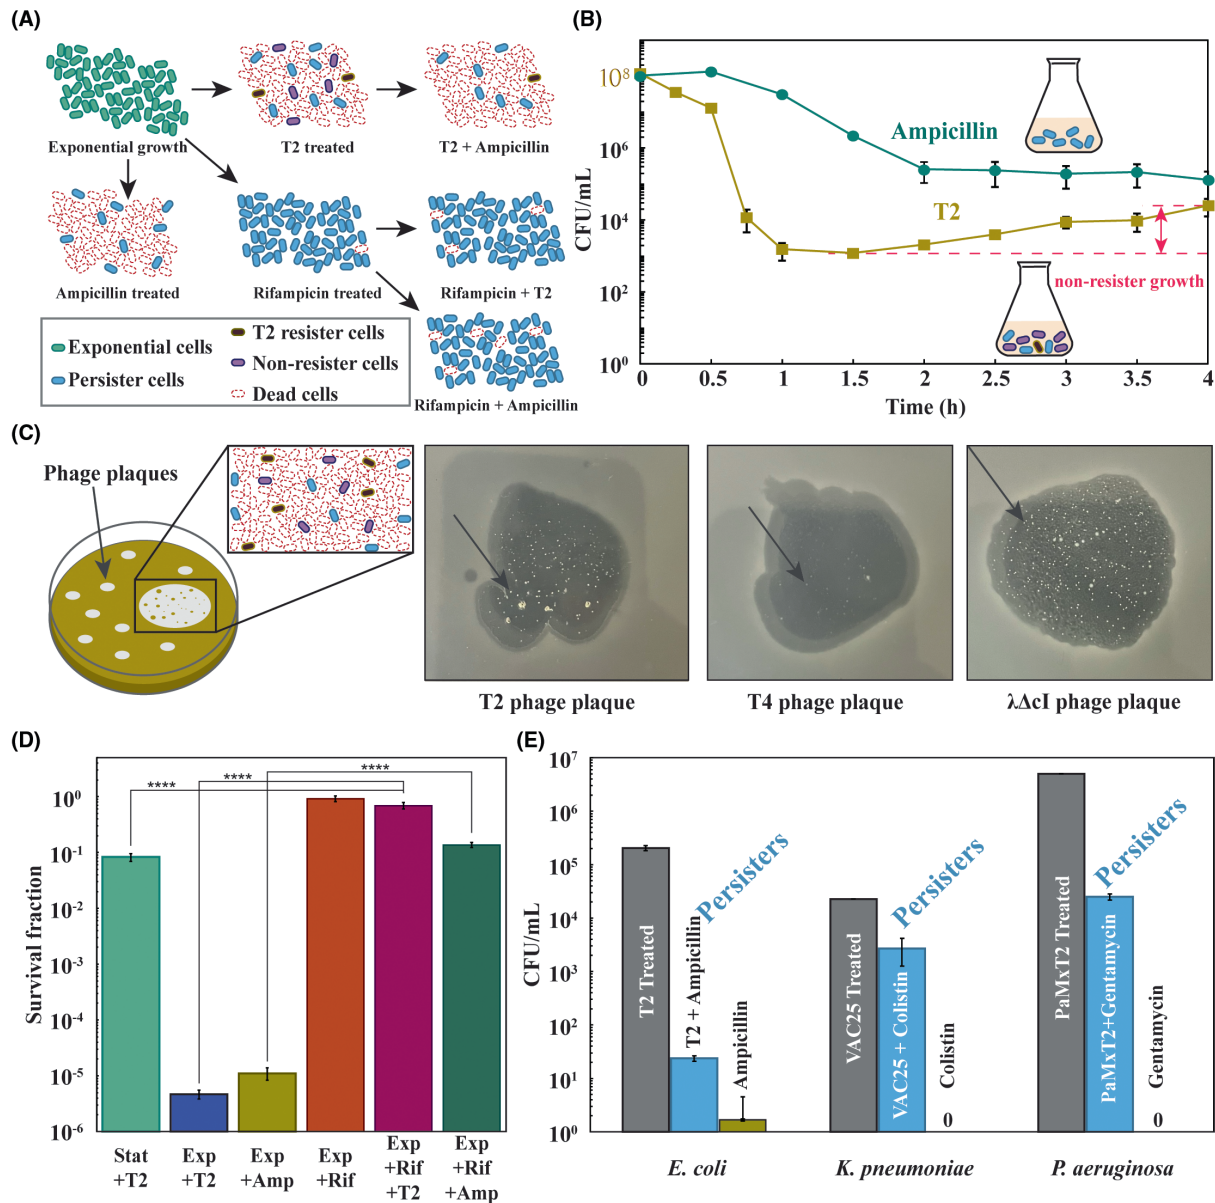 (A)
Exponential growth
T2 treated
T2 + Ampicillin
Ampicillin treated
Rifampicin treated
Rifampicin + T2
Rifampicin + Ampicillin
Exponential cells
Persister cells
T2 resister cells
Non-resister cells
Dead cells
(B)
CFU/mL
10⁸
10⁶
10⁴
10²
10⁰
Ampicillin
T2
non-resister growth
0
0.5
1
1.5
2
2.5
3
3.5
4
Time (h)
(C)
Phage plaques
T2 phage plaque
T4 phage plaque
λΔcI phage plaque
(D)
Survival fraction
10⁰
10⁻¹
10⁻²
10⁻³
10⁻⁴
10⁻⁵
10⁻⁶
****
****
****
Stat
+T2
Exp
+T2
Exp
+Amp
Exp
+Rif
Exp
+Rif
+T2
Exp
+Rif
+Amp
(E)
CFU/mL
10⁷
10⁶
10⁵
10⁴
10³
10²
10¹
10⁰
T2 Treated
T2 + Ampicillin
Ampicillin
Persisters
VAC25 Treated
VAC25 + Colistin
Colistin
0
Persisters
PaMxT2 Treated
PaMxT2+Gentamycin
Gentamycin
0
Persisters
E. coli
K. pneumoniae
P. aeruginosa